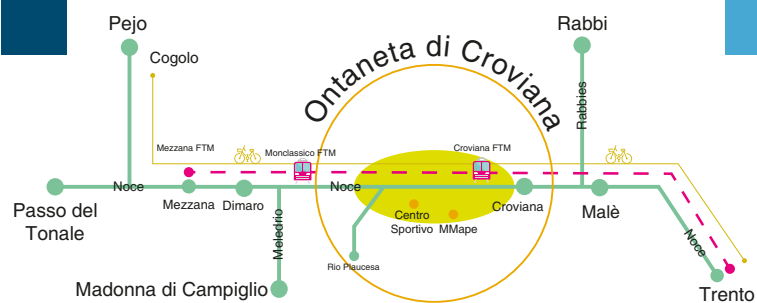 Pejo
Rabbi
Cogolo
Ontaneta di Croviana
Rabbies
Mezzana FTM
Monclassico FTM
Croviana FTM
Noce
Noce
Passo del
Tonale
Mezzana
Dimaro
Meledrio
Centro
Sportivo
MMape
Croviana
Malè
Noce
Rio Plaucesa
Madonna di Campiglio
Trento